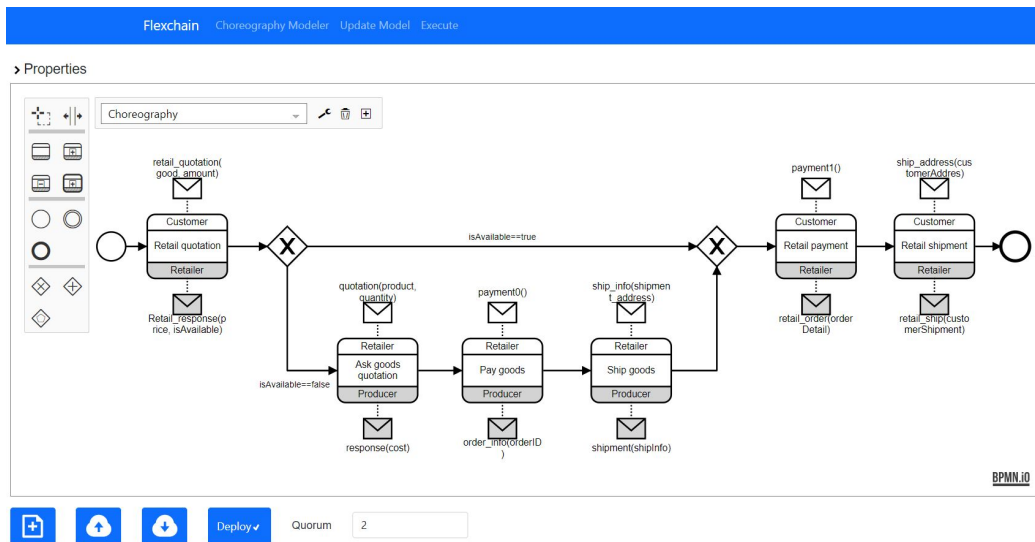 Flexchain Choreography Modeler Update Model Execute
Properties
Choreography
retail_quotation(
good, amount)
Customer
Retail quotation
Retailer
Retail_response(p
rice, isAvailable)
isAvailable==true
isAvailable==false
quotation(product,
quantity)
Retailer
Ask goods
quotation
Producer
response(cost)
payment0()
Retailer
Pay goods
Producer
order_info(orderID
)
ship_info(shipmen
t_address)
Retailer
Ship goods
Producer
shipment(shipInfo)
payment1()
Customer
Retail payment
Retailer
retail_order(order
Detail)
ship_address(cus
tomerAddres)
Customer
Retail shipment
Retailer
retail_ship(custo
merShipment)
BPMN.iO
Deploy
Quorum 2